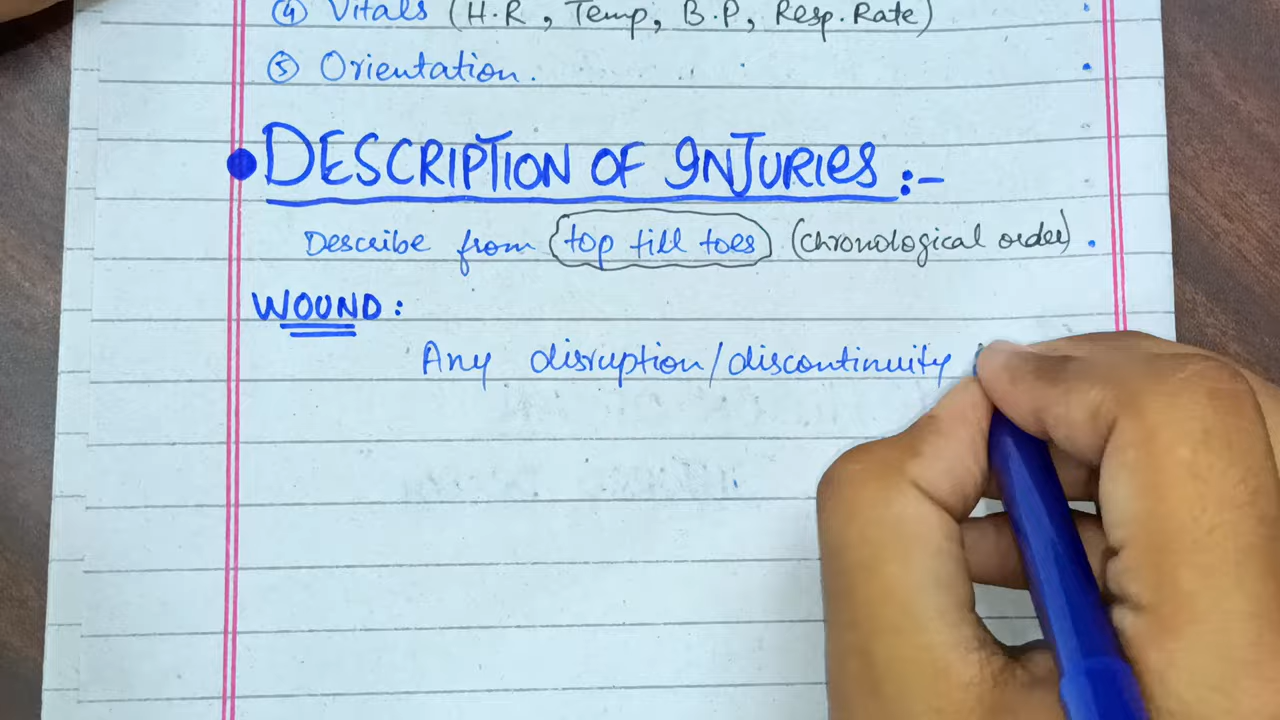 ④ Vitals (H.R, Temp, B.P, Resp. Rate)
⑤ Orientation.
• DESCRIPTION OF INJURIES :-
Describe from top till toes (chronological order).
WOUND :
Any disruption/discontinuity